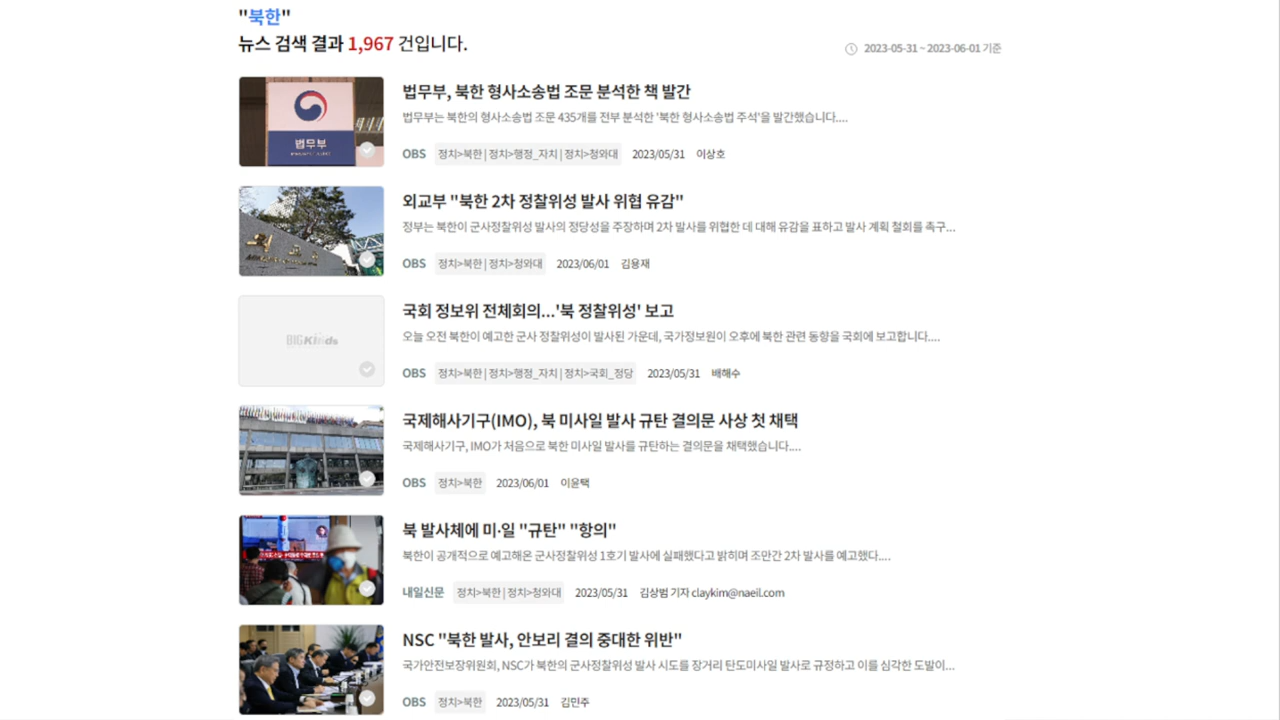 "북한"
뉴스 검색 결과 1,967 건입니다.
2023-05-31 ~ 2023-06-01 기준
법무부
법무부, 북한 형사소송법 조문 분석한 책 발간
법무부는 북한의 형사소송법 조문 435개를 전부 분석한 '북한 형사소송법 주석'을 발간했습니다....
OBS 정치>북한 | 정치>행정_자치 | 정치>청와대 2023/05/31 이상호
외교부 "북한 2차 정찰위성 발사 위협 유감"
정부는 북한이 군사정찰위성 발사의 정당성을 주장하며 2차 발사를 위협한 데 대해 유감을 표하고 발사 계획 철회를 촉구...
OBS 정치>북한 | 정치>청와대 2023/06/01 김용재
BIGKinds
국회 정보위 전체회의...'북 정찰위성' 보고
오늘 오전 북한이 예고한 군사 정찰위성이 발사된 가운데, 국가정보원이 오후에 북한 관련 동향을 국회에 보고합니다....
OBS 정치>북한 | 정치>행정_자치 | 정치>국회_정당 2023/05/31 배해수
국제해사기구(IMO), 북 미사일 발사 규탄 결의문 사상 첫 채택
국제해사기구, IMO가 처음으로 북한 미사일 발사를 규탄하는 결의문을 채택했습니다....
OBS 정치>북한 2023/06/01 이윤택
북 발사체에 미·일 "규탄" "항의"
북한이 공개적으로 예고해온 군사정찰위성 1호기 발사에 실패했다고 밝히며 조만간 2차 발사를 예고했다....
내일신문 정치>북한 | 정치>청와대 2023/05/31 김상범 기자 claykim@naeil.com
NSC "북한 발사, 안보리 결의 중대한 위반"
국가안전보장위원회, NSC가 북한의 군사정찰위성 발사 시도를 장거리 탄도미사일 발사로 규정하고 이를 심각한 도발이...
OBS 정치>북한 2023/05/31 김민주